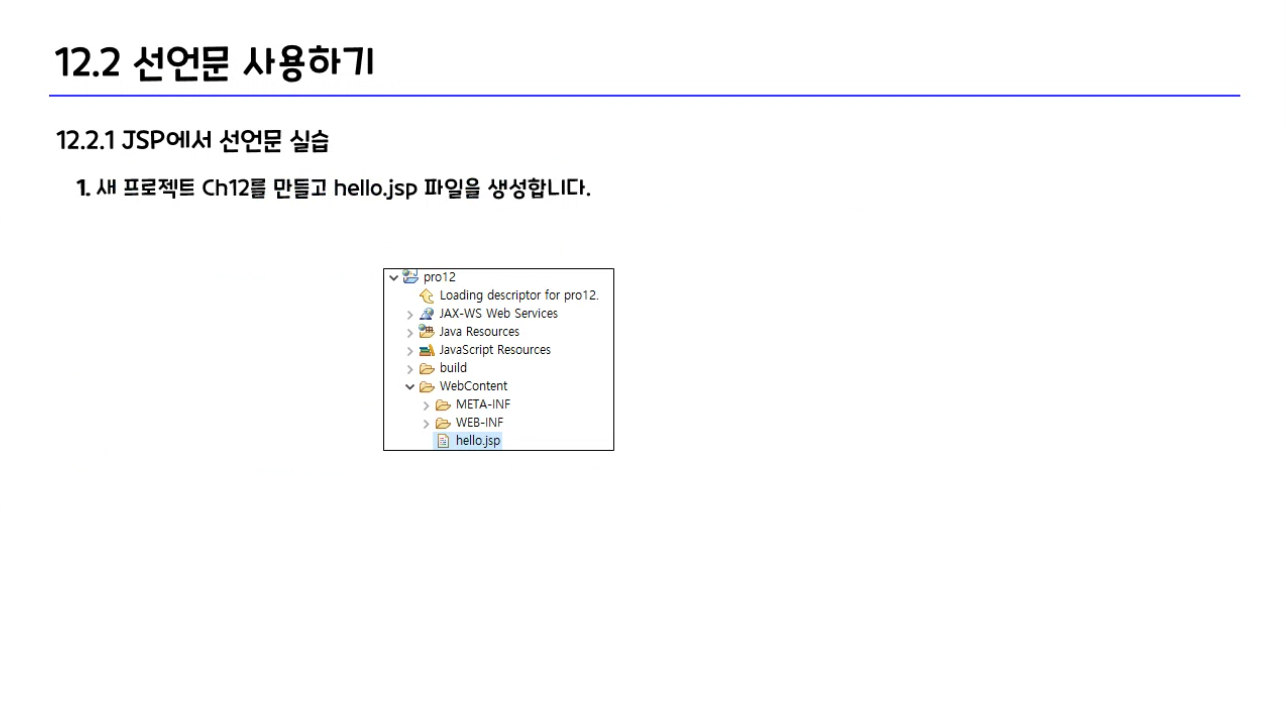 12.2 선언문 사용하기
12.2.1 JSP에서 선언문 실습
1. 새 프로젝트 Ch12를 만들고 hello.jsp 파일을 생성합니다.
pro12
Loading descriptor for pro12.
JAX-WS Web Services
Java Resources
JavaScript Resources
build
WebContent
META-INF
WEB-INF
hello.jsp